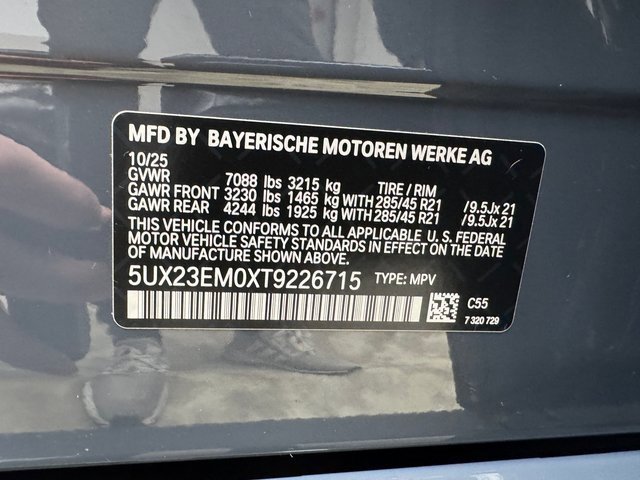 MFD BY BAYERISCHE MOTOREN WERKE AG
10/25
GVWR 7088 lbs 3215 kg TIRE / RIM
GAWR FRONT 3230 lbs 1465 kg WITH 285/45 R21 /9.5Jx21
GAWR REAR 4244 lbs 1925 kg WITH 285/45 R21 /9.5Jx21
THIS VEHICLE CONFORMS TO ALL APPLICABLE U.S. FEDERAL
MOTOR VEHICLE SAFETY STANDARDS IN EFFECT ON THE DATE
OF MANUFACTURE SHOWN ABOVE.
5UX23EM0XT9226715 TYPE: MPV
C55
7 320 729